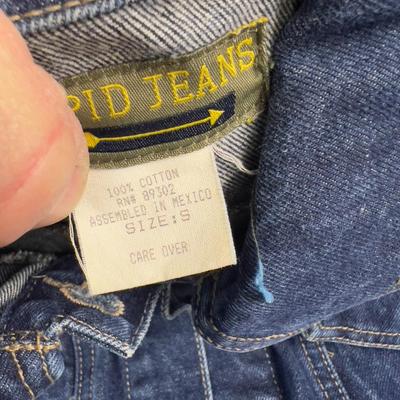 PID JEANS
100% COTTON
RN# 89302
ASSEMBLED IN MEXICO
SIZE:S
CARE OVER